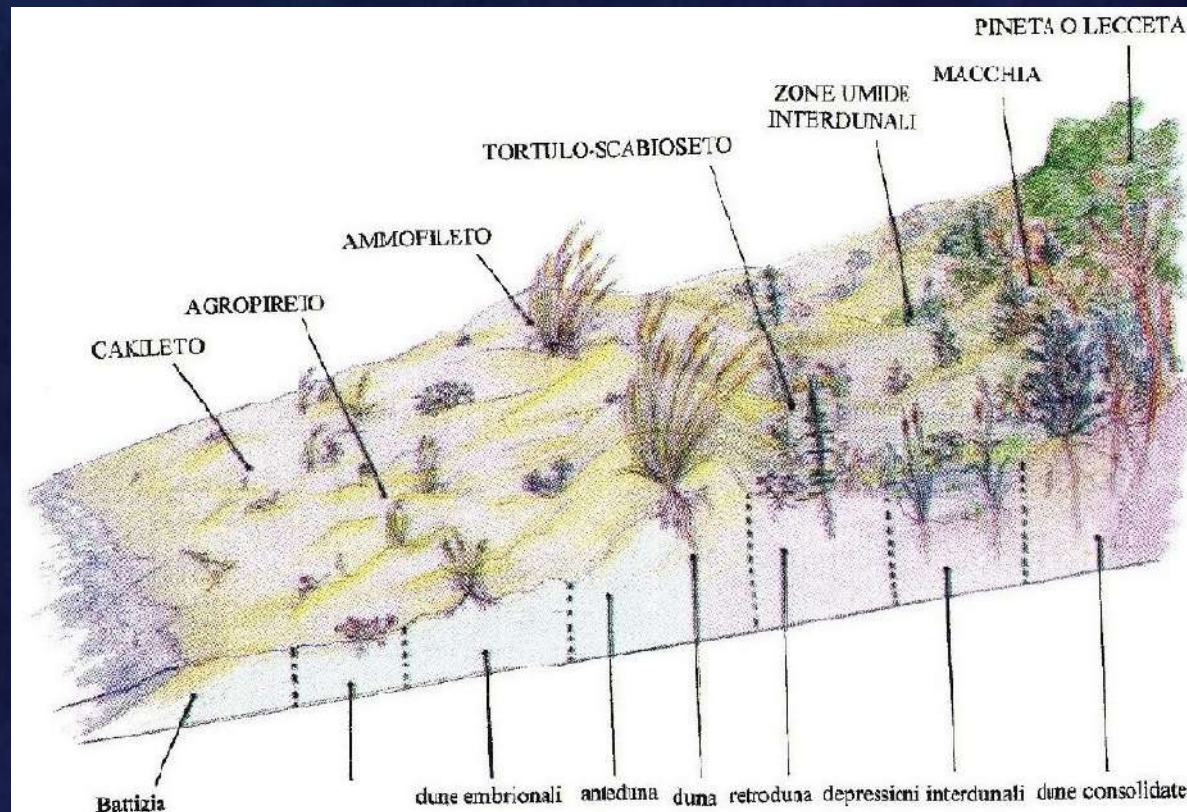 PINETA O LECCETA
MACCHIA
ZONE UMIDE
INTERDUNALI
TORTULO-SCABIOSETO
AMMOFILETO
AGROPIRETO
CAKILETO
Battizia
dune embrionali anteduna duna retroduna depressioni interdunali dune consolidate